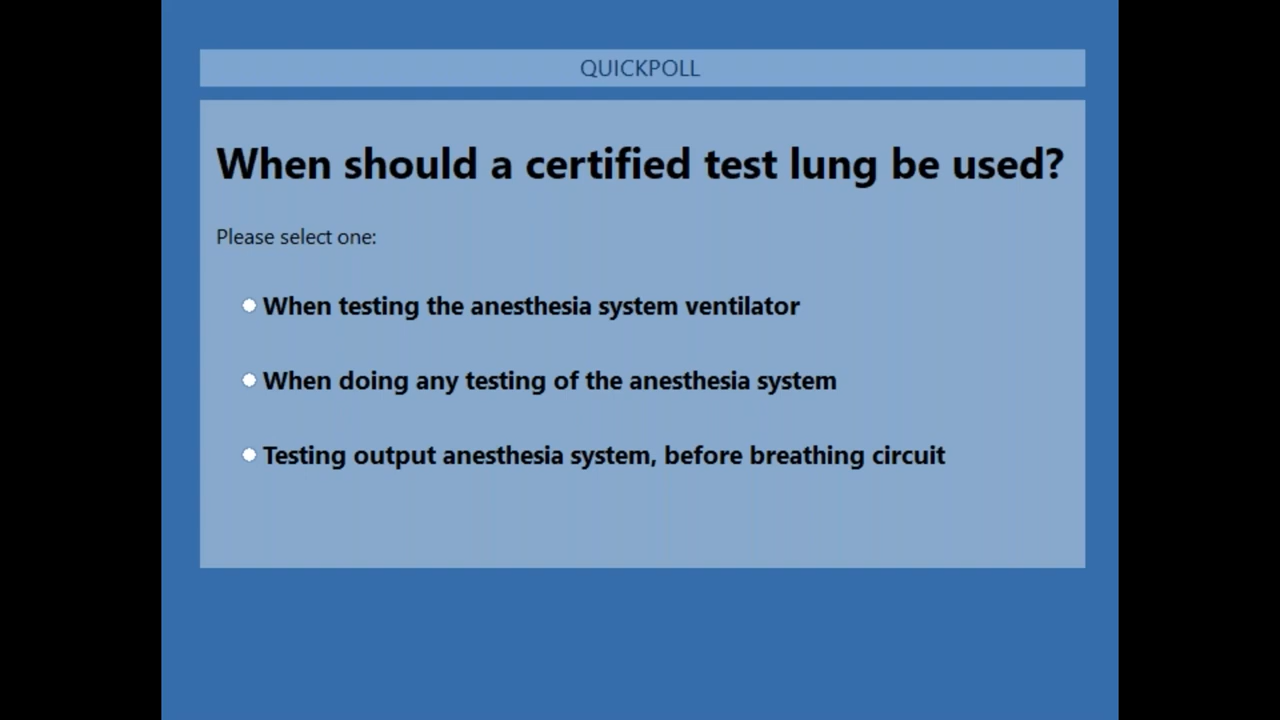 QUICKPOLL
When should a certified test lung be used?
Please select one:
When testing the anesthesia system ventilator
When doing any testing of the anesthesia system
Testing output anesthesia system, before breathing circuit